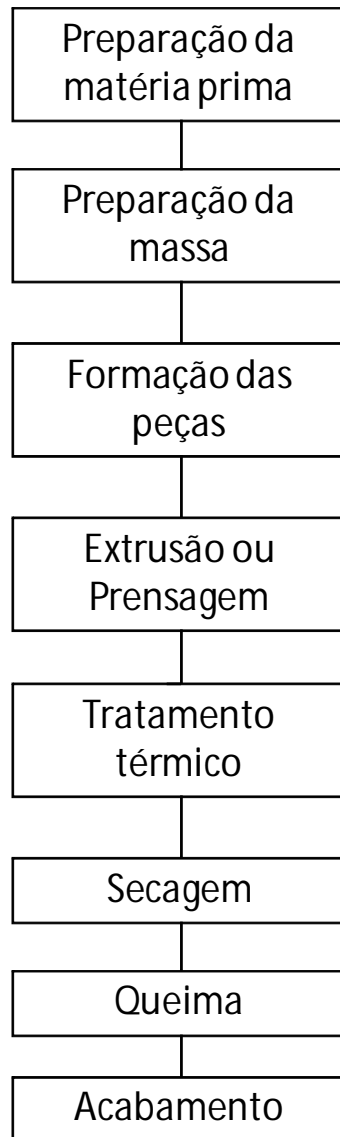 Preparação da
matéria prima
Preparação da
massa
Formação das
peças
Extrusão ou
Prensagem
Tratamento
térmico
Secagem
Queima
Acabamento